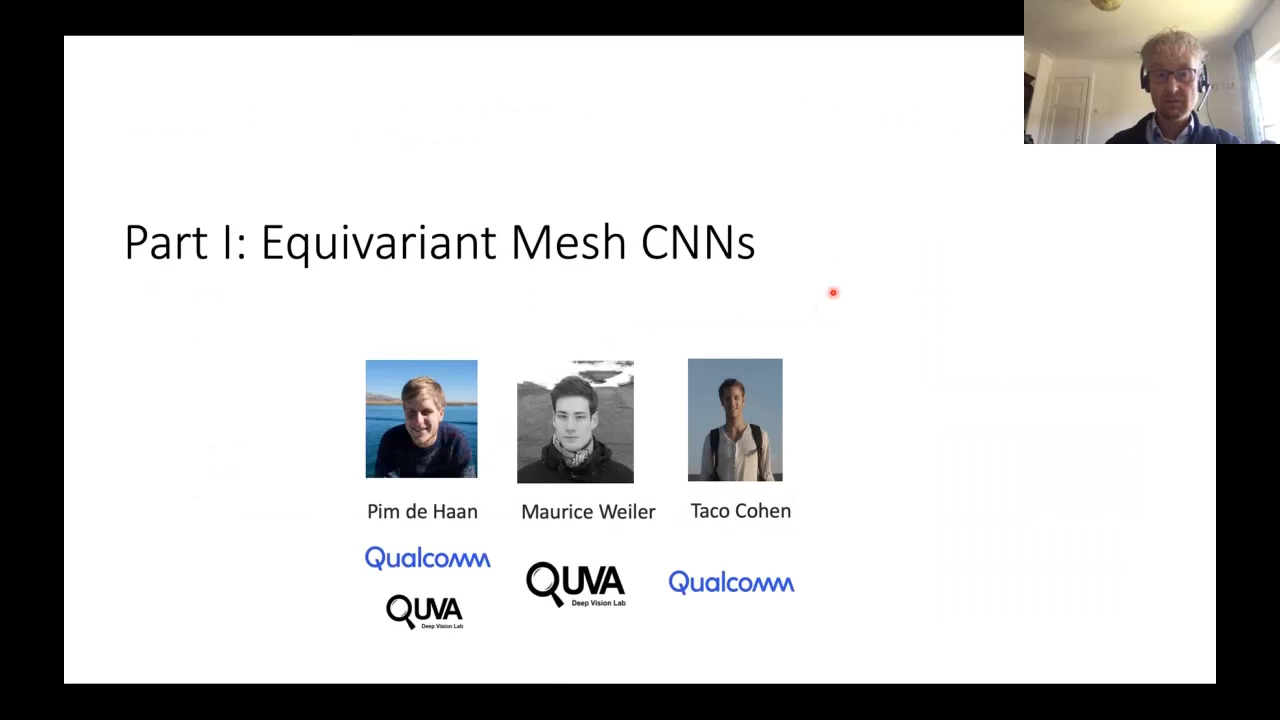 Part I: Equivariant Mesh CNNs
Pim de Haan
Maurice Weiler
Taco Cohen
Qualcomm
QUVA
Deep Vision Lab
Qualcomm
QUVA
Deep Vision Lab